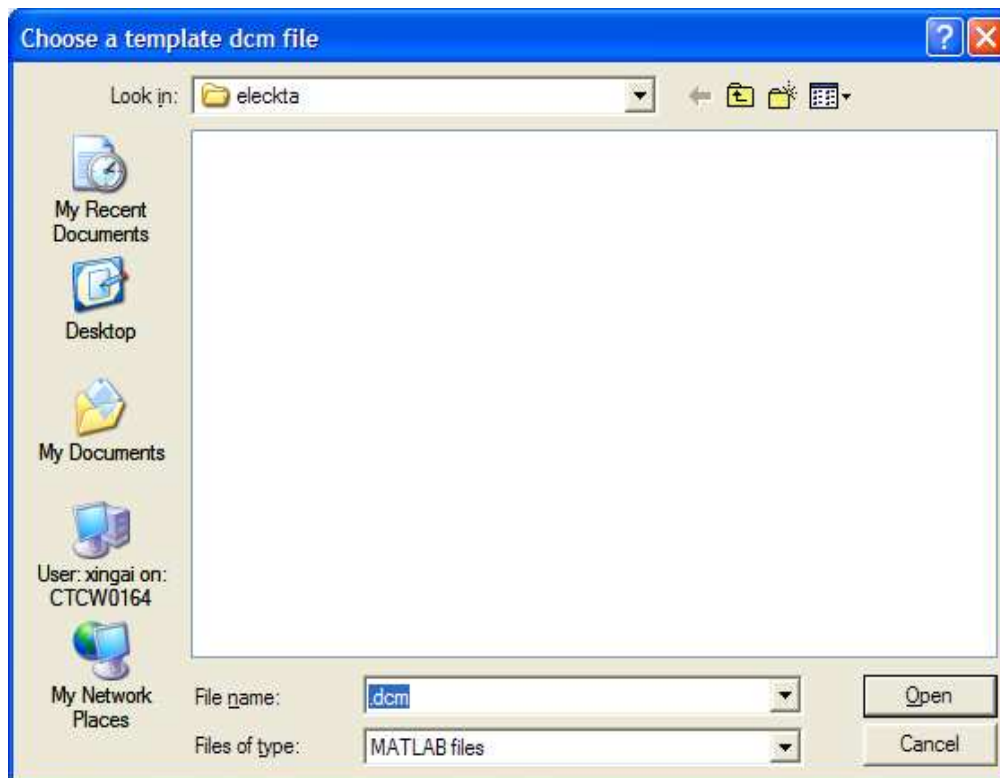 Choose a template dcm file
Look in:
eleckta
My Recent
Documents
Desktop
My Documents
User: xingai on:
CTCW0164
My Network
Places
File name:
.dcm
Open
Files of type:
MATLAB files
Cancel